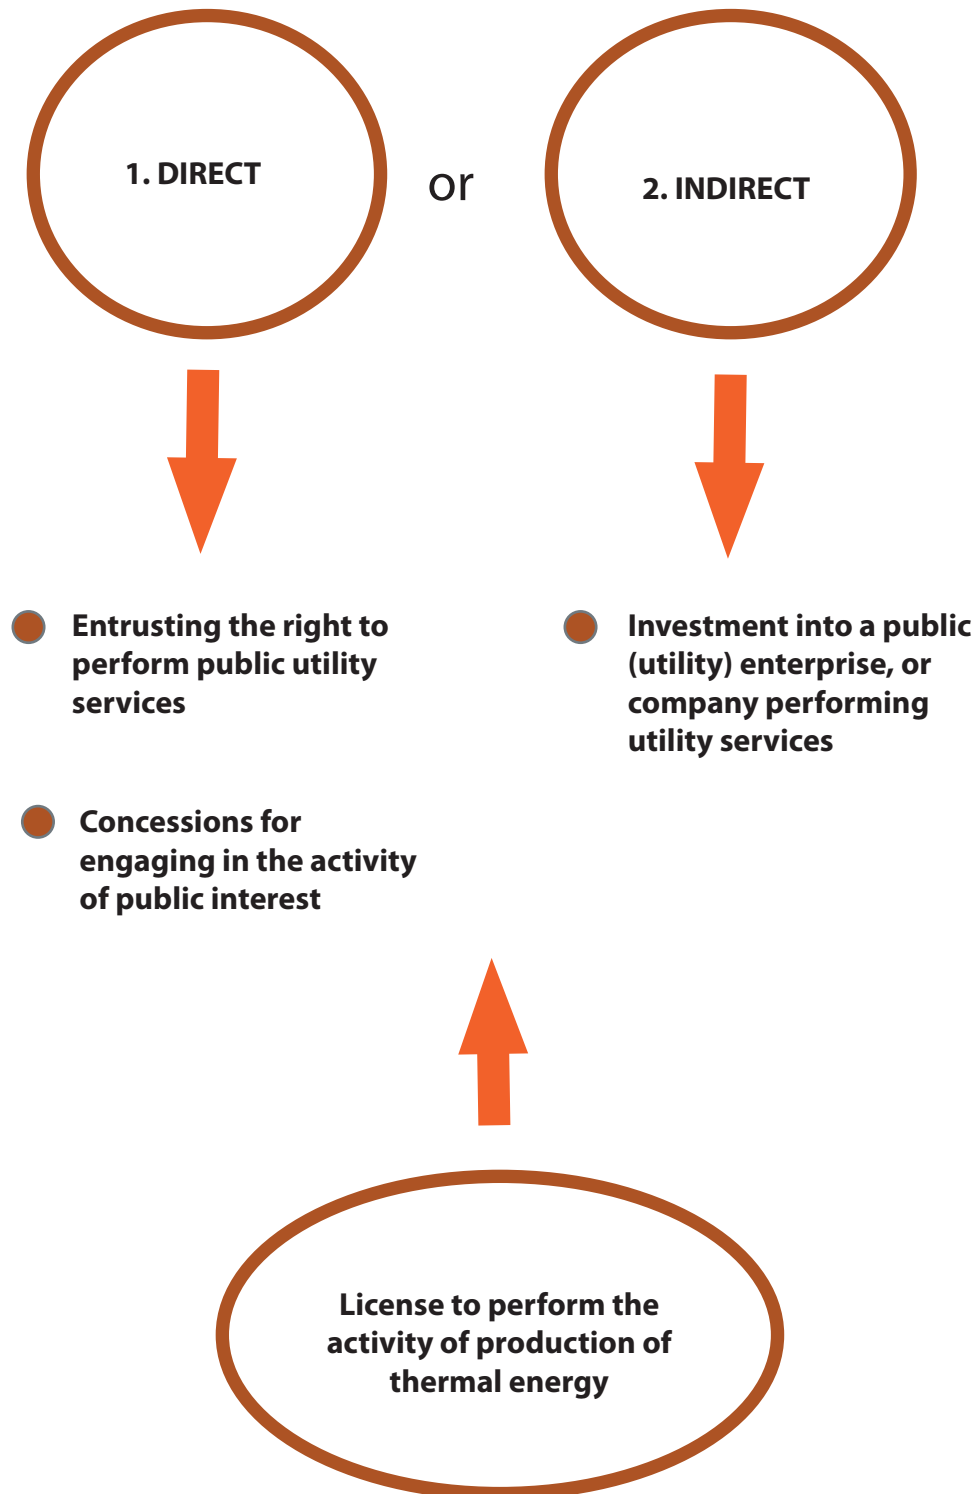 1. DIRECT
or
2. INDIRECT
Entrusting the right to
perform public utility
services
Concessions for
engaging in the activity
of public interest
Investment into a public
(utility) enterprise, or
company performing
utility services
License to perform the
activity of production of
thermal energy